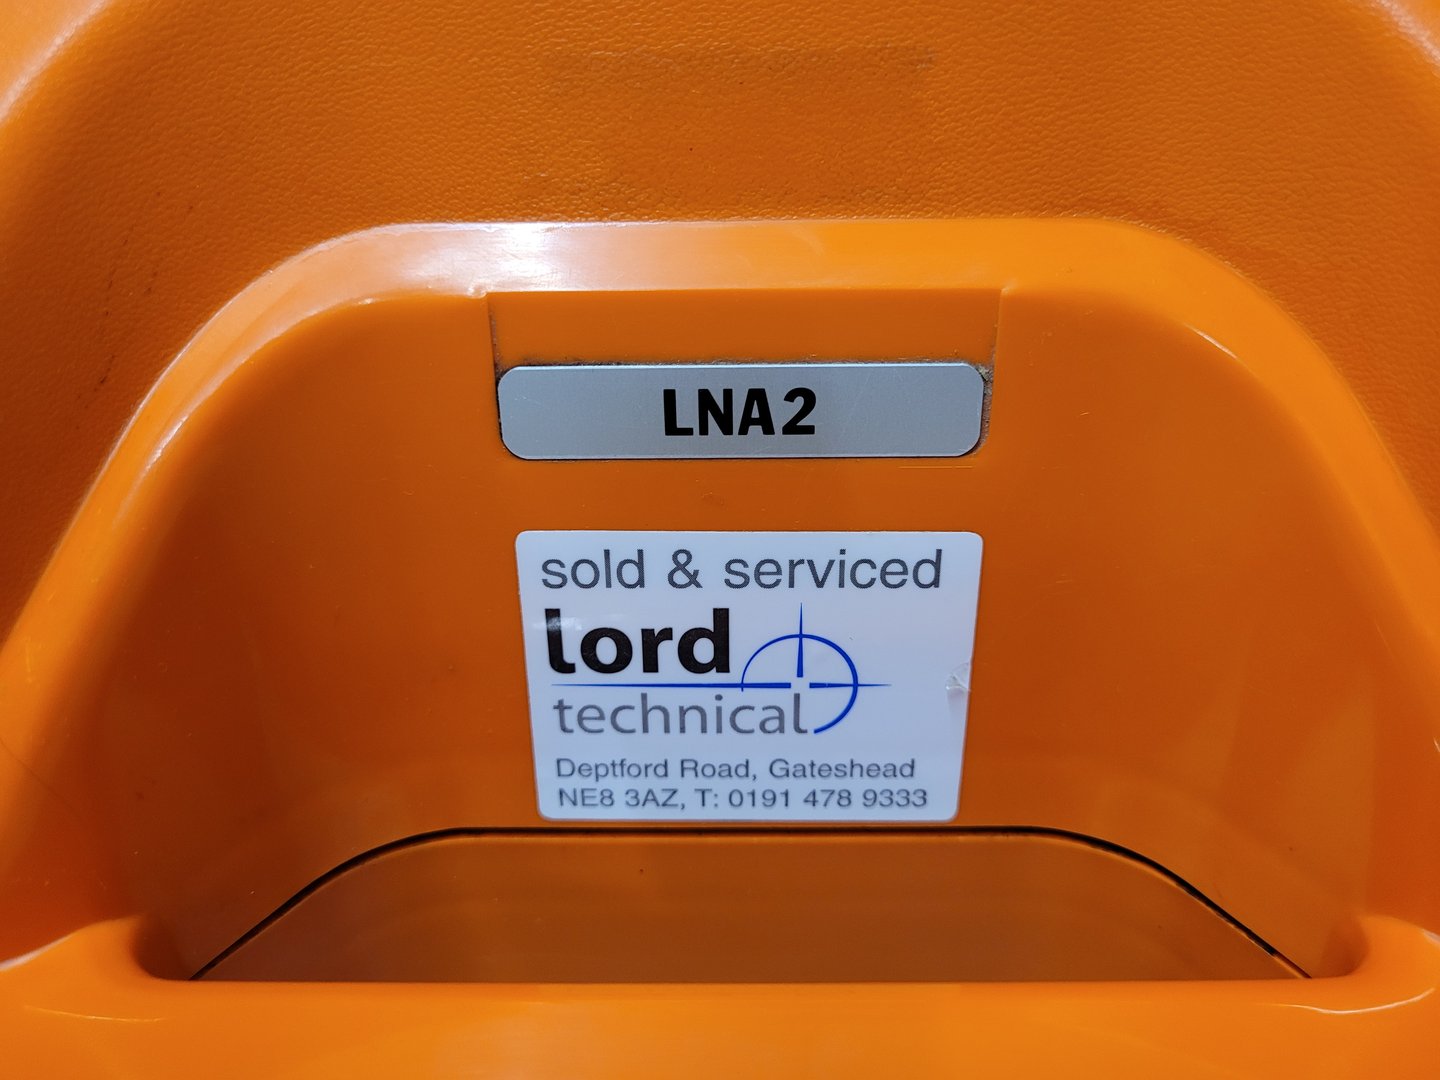 LNA2
sold & serviced
lord
technical
Deptford Road, Gateshead
NE8 3AZ, T: 0191 478 9333